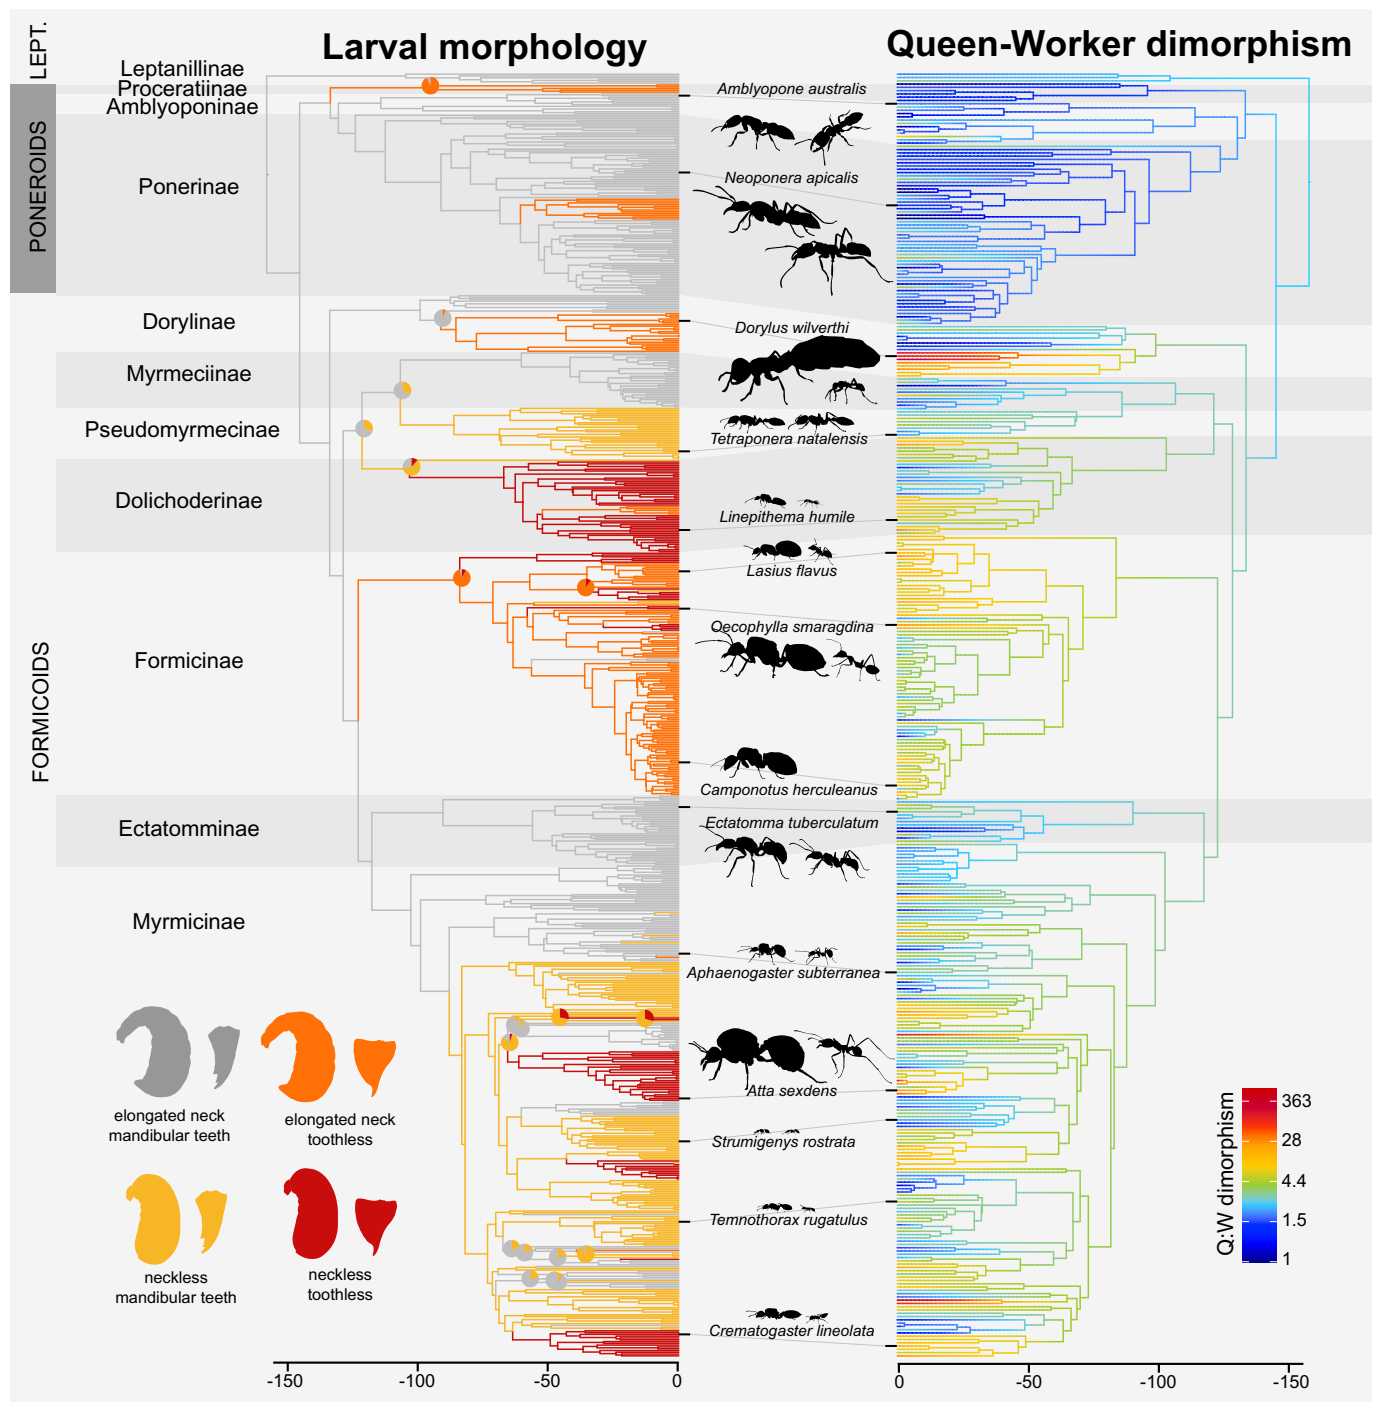 Larval morphology
Queen-Worker dimorphism
LEPT.
PONEROIDS
FORMICOIDS
Leptanillinae
Proceratiinae
Amblyoponinae
Ponerinae
Dorylinae
Myrmeciinae
Pseudomyrmecinae
Dolichoderinae
Formicinae
Ectatomminae
Myrmicinae
Amblyopone australis
Neoponera apicalis
Dorylus wilverthi
Tetraponera natalensis
Linepithema humile
Lasius flavus
Oecophylla smaragdina
Camponotus herculeanus
Ectatomma tuberculatum
Aphaenogaster subterranea
Atta sexdens
Strumigenys rostrata
Temnothorax rugatulus
Crematogaster lineolata
elongated neck
mandibular teeth
elongated neck
toothless
neckless
mandibular teeth
neckless
toothless
Q:W dimorphism
363
28
4.4
1.5
1
-150
-100
-50
0
0
-50
-100
-150